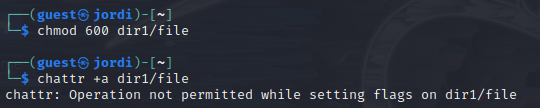 ┌──(guest㉿jordi)-[~]
└─$ chmod 600 dir1/file
┌──(guest㉿jordi)-[~]
└─$ chattr +a dir1/file
chattr: Operation not permitted while setting flags on dir1/file